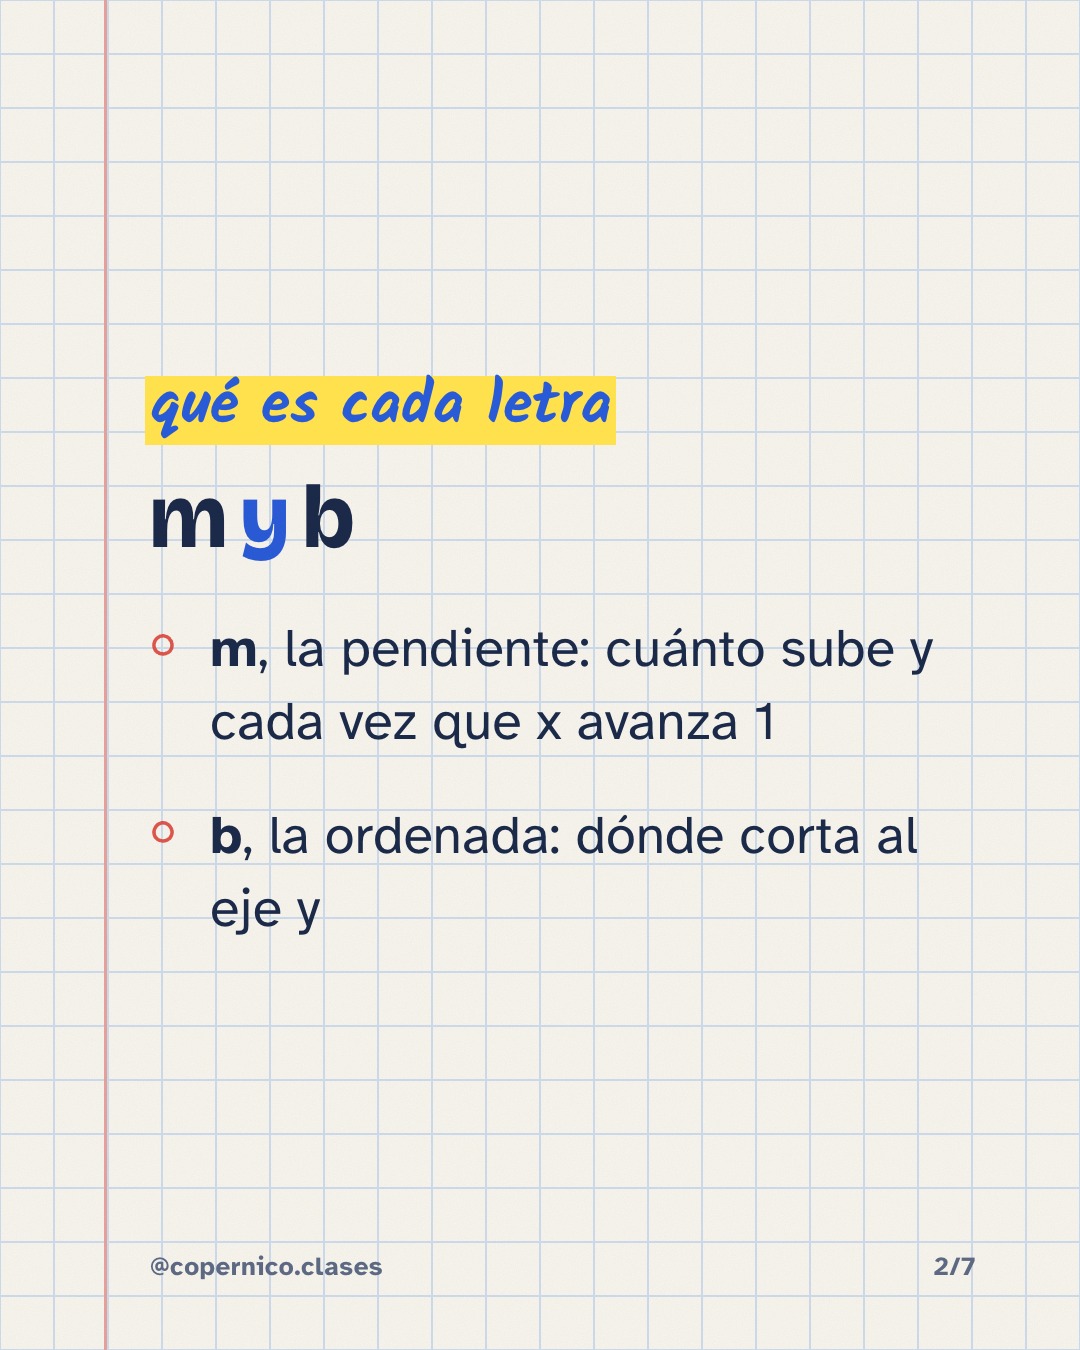 qué es cada letra
m y b
m, la pendiente: cuánto sube y
cada vez que x avanza 1
b, la ordenada: dónde corta al
eje y
@copernico.clases
2/7